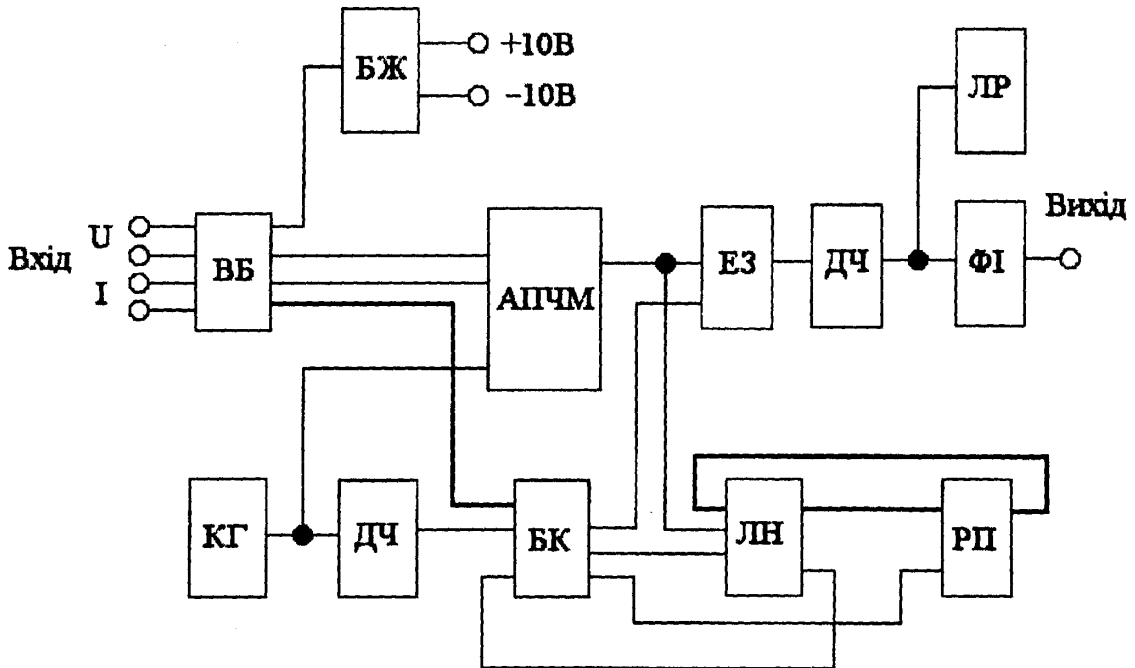 БЖ
+10В
−10В
ЛР
Вхід
U
I
ВБ
АПЧМ
ЕЗ
ДЧ
ФІ
Вихід
КГ
ДЧ
БК
ЛН
РП